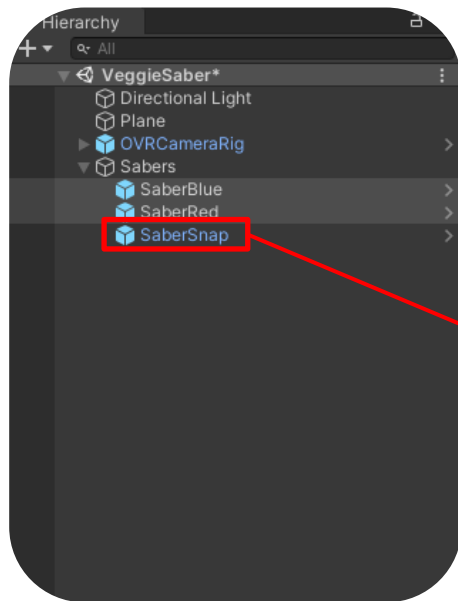 Hierarchy
All
VeggieSaber*
Directional Light
Plane
OVRCameraRig
Sabers
SaberBlue
SaberRed
SaberSnap